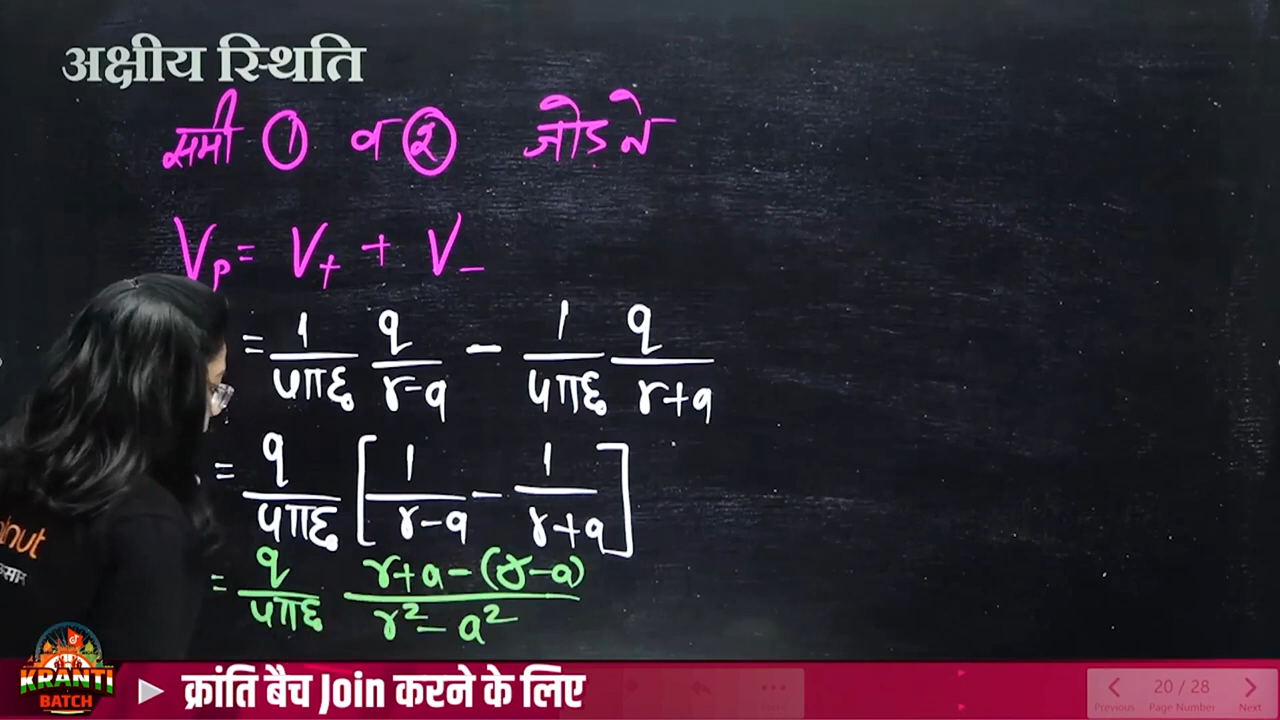 अक्षीय स्थिति
समी ① व ② जोडने
Vp = V+ + V-
= 1/4πε₀ q/r-a - 1/4πε₀ q/r+a
= q/4πε₀ [1/r-a - 1/r+a]
= q/4πε₀ r+a-(r-a)/r²-a²
KRANTI
BATCH
क्रांति बैच Join करने के लिए
20 / 28
Previous Page Number Next